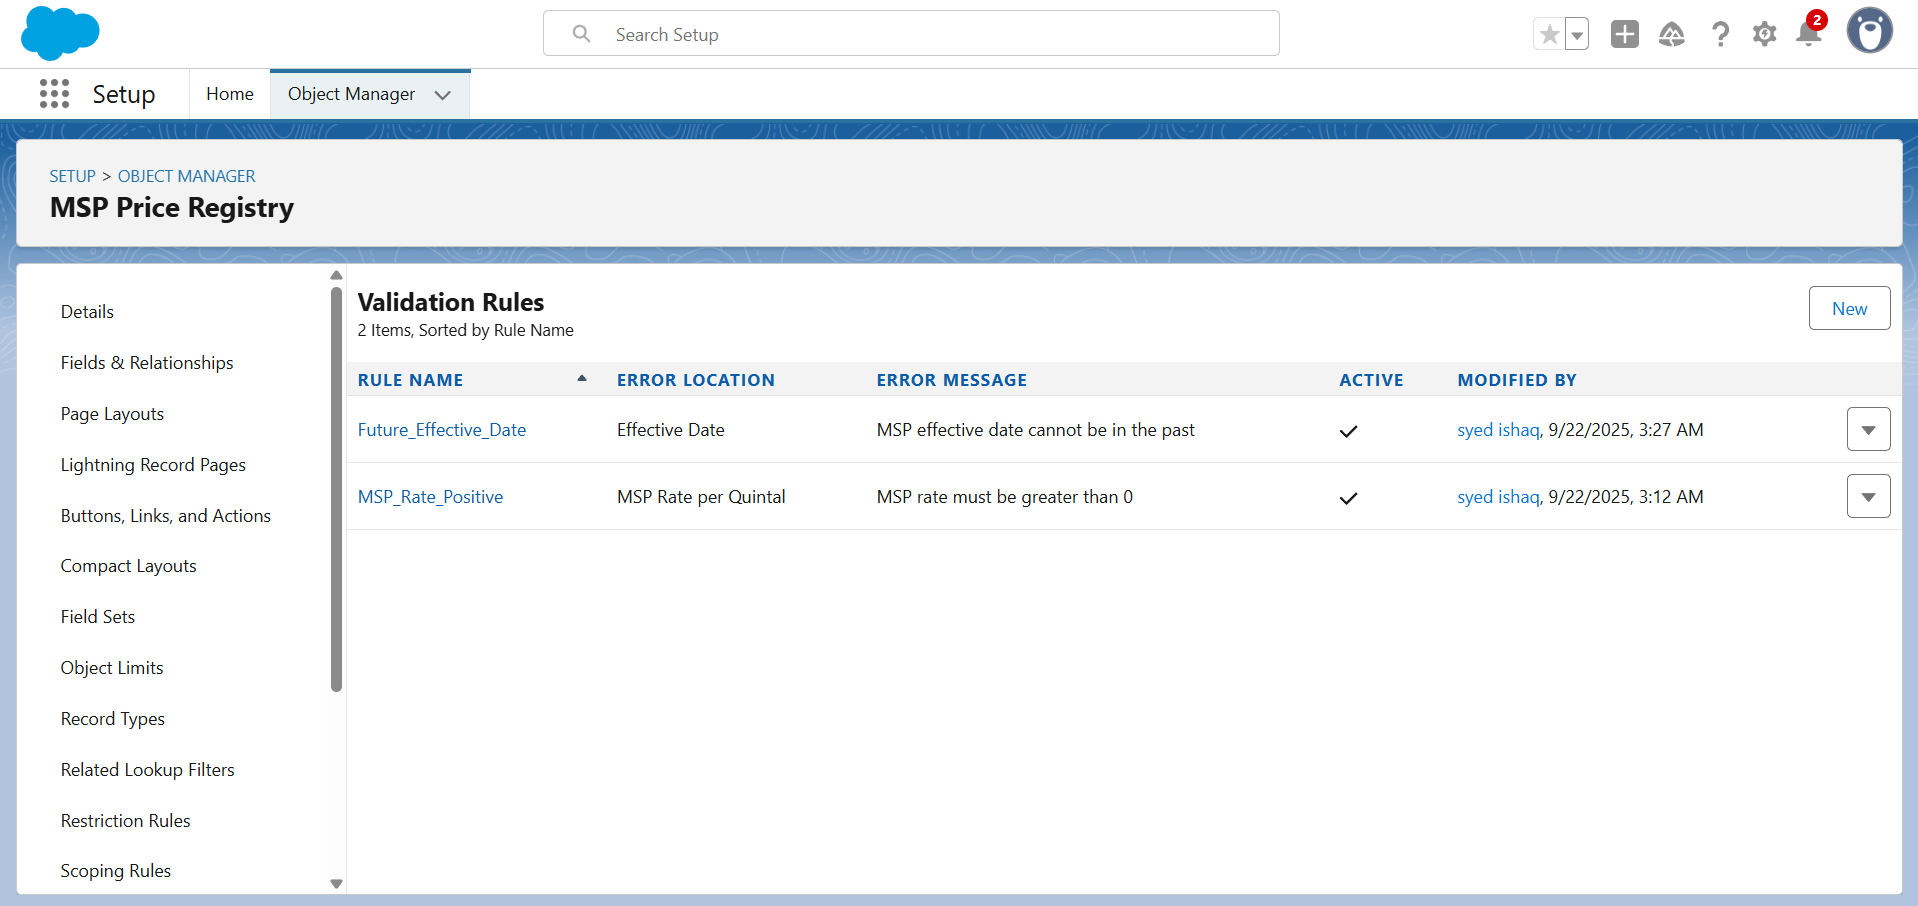 Search Setup
2
Setup
Home
Object Manager
SETUP > OBJECT MANAGER
MSP Price Registry
Details
Fields & Relationships
Page Layouts
Lightning Record Pages
Buttons, Links, and Actions
Compact Layouts
Field Sets
Object Limits
Record Types
Related Lookup Filters
Restriction Rules
Scoping Rules
Validation Rules
2 Items, Sorted by Rule Name
New
RULE NAME ERROR LOCATION ERROR MESSAGE ACTIVE MODIFIED BY
Future_Effective_Date Effective Date MSP effective date cannot be in the past syed ishaq, 9/22/2025, 3:27 AM
MSP_Rate_Positive MSP Rate per Quintal MSP rate must be greater than 0 syed ishaq, 9/22/2025, 3:12 AM